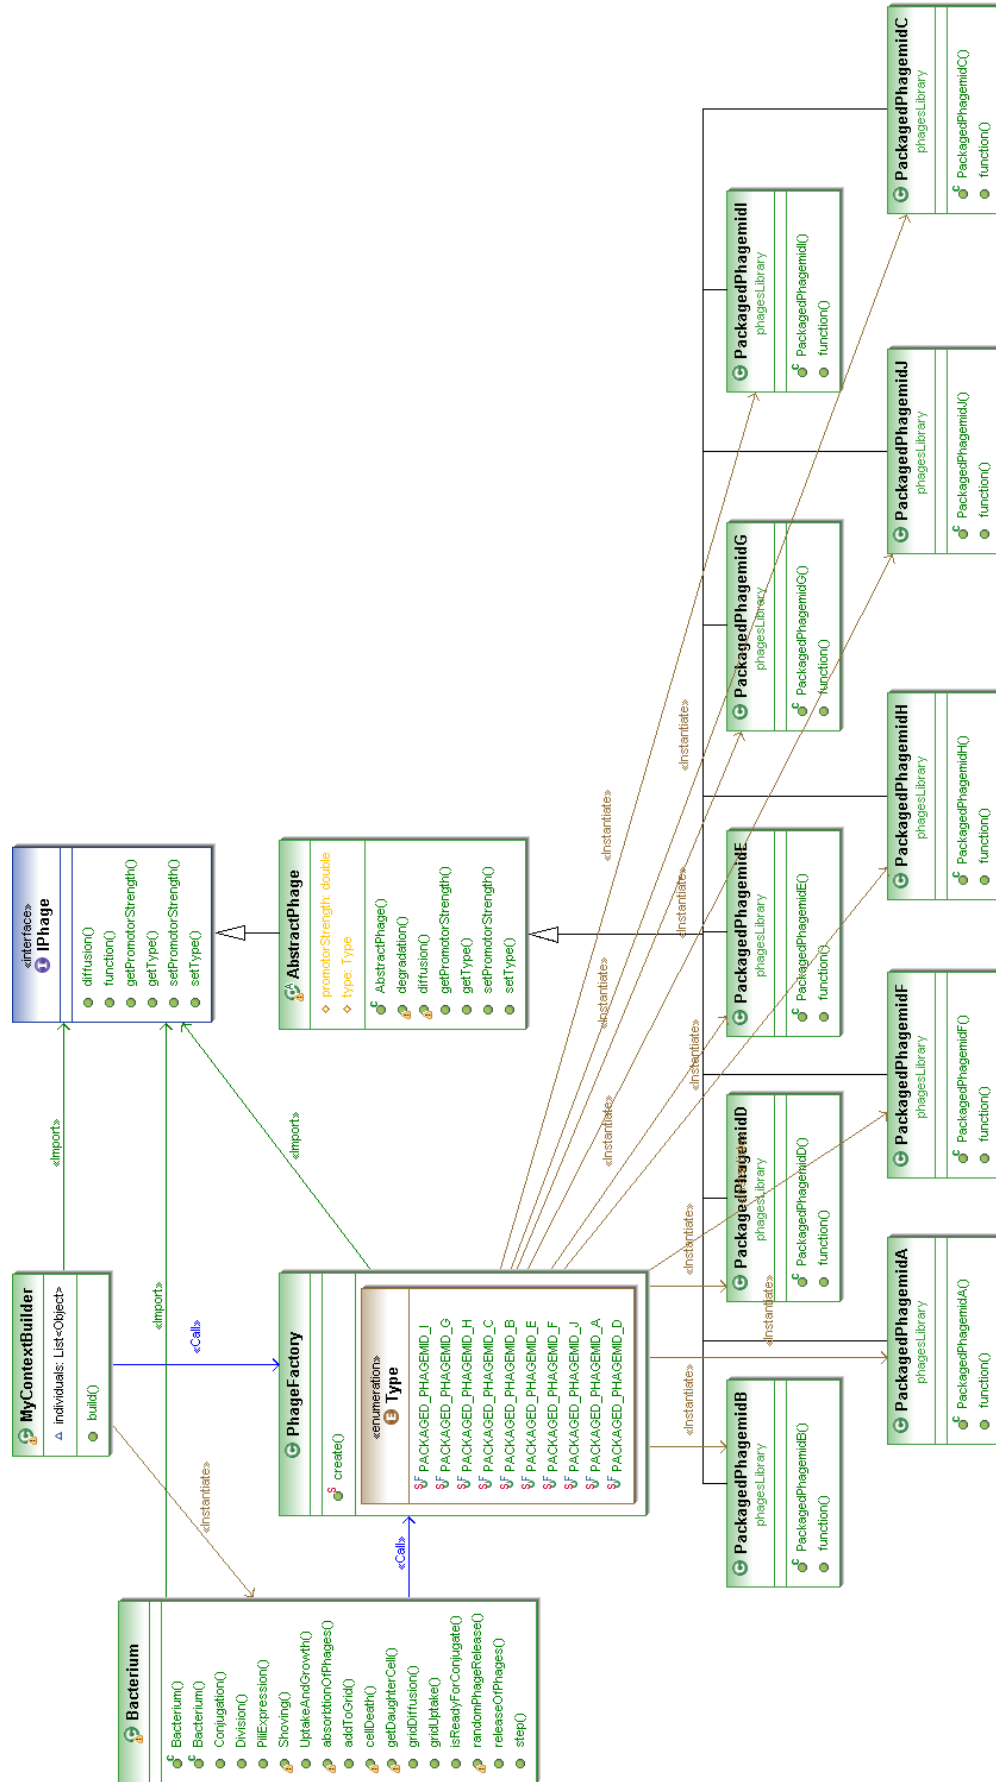 Bacterium
Bacterium()
Bacterium()
Conjugation()
Division()
PiliExpression()
Shoving()
UptakeAndGrowth()
absorbtionOfPhages()
addToGrid()
cellDeath()
getDaughterCell()
gridDiffusion()
gridUptake()
isReadyForConjugate()
randomPhageRelease()
releaseOfPhages()
step()
MyContextBuilder
individuals: List<Object>
build()
«interface»
IPhage
diffusion()
function()
getPromotorStrength()
getType()
setPromotorStrength()
setType()
«Import»
«Import»
«Import»
«Instantiate»
«Call»
«Call»
PhageFactory
create()
«enumeration»
Type
PACKAGED_PHAGEMID_I
PACKAGED_PHAGEMID_G
PACKAGED_PHAGEMID_H
PACKAGED_PHAGEMID_C
PACKAGED_PHAGEMID_B
PACKAGED_PHAGEMID_E
PACKAGED_PHAGEMID_F
PACKAGED_PHAGEMID_J
PACKAGED_PHAGEMID_A
PACKAGED_PHAGEMID_D
AbstractPhage
promotorStrength: double
type: Type
AbstractPhage()
degradation()
diffusion()
getPromotorStrength()
getType()
setPromotorStrength()
setType()
«Instantiate»
«Instantiate»
«Instantiate»
«Instantiate»
«Instantiate»
«Instantiate»
«Instantiate»
«Instantiate»
«Instantiate»
«Instantiate»
PackagedPhagemidB
phagesLibrary
PackagedPhagemidB()
function()
PackagedPhagemidD
phagesLibrary
PackagedPhagemidD()
function()
PackagedPhagemidE
phagesLibrary
PackagedPhagemidE()
function()
PackagedPhagemidG
phagesLibrary
PackagedPhagemidG()
function()
PackagedPhagemidI
phagesLibrary
PackagedPhagemidI()
function()
PackagedPhagemidA
phagesLibrary
PackagedPhagemidA()
function()
PackagedPhagemidF
phagesLibrary
PackagedPhagemidF()
function()
PackagedPhagemidH
phagesLibrary
PackagedPhagemidH()
function()
PackagedPhagemidJ
phagesLibrary
PackagedPhagemidJ()
function()
PackagedPhagemidC
phagesLibrary
PackagedPhagemidC()
function()